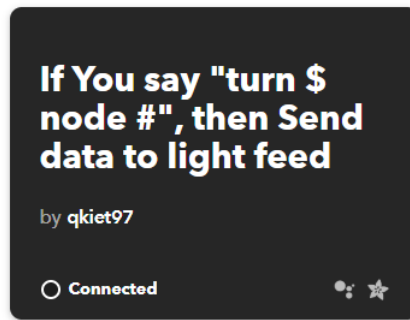 If You say "turn $
node #", then Send
data to light feed
by qkiet97
Connected